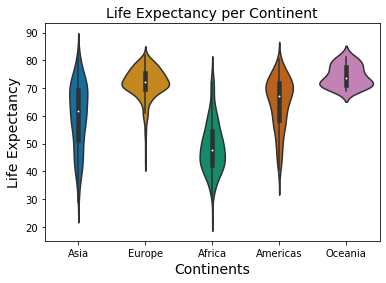 Life Expectancy per Continent
Life Expectancy
90
80
70
60
50
40
30
20
Asia Europe Africa Americas Oceania
Continents